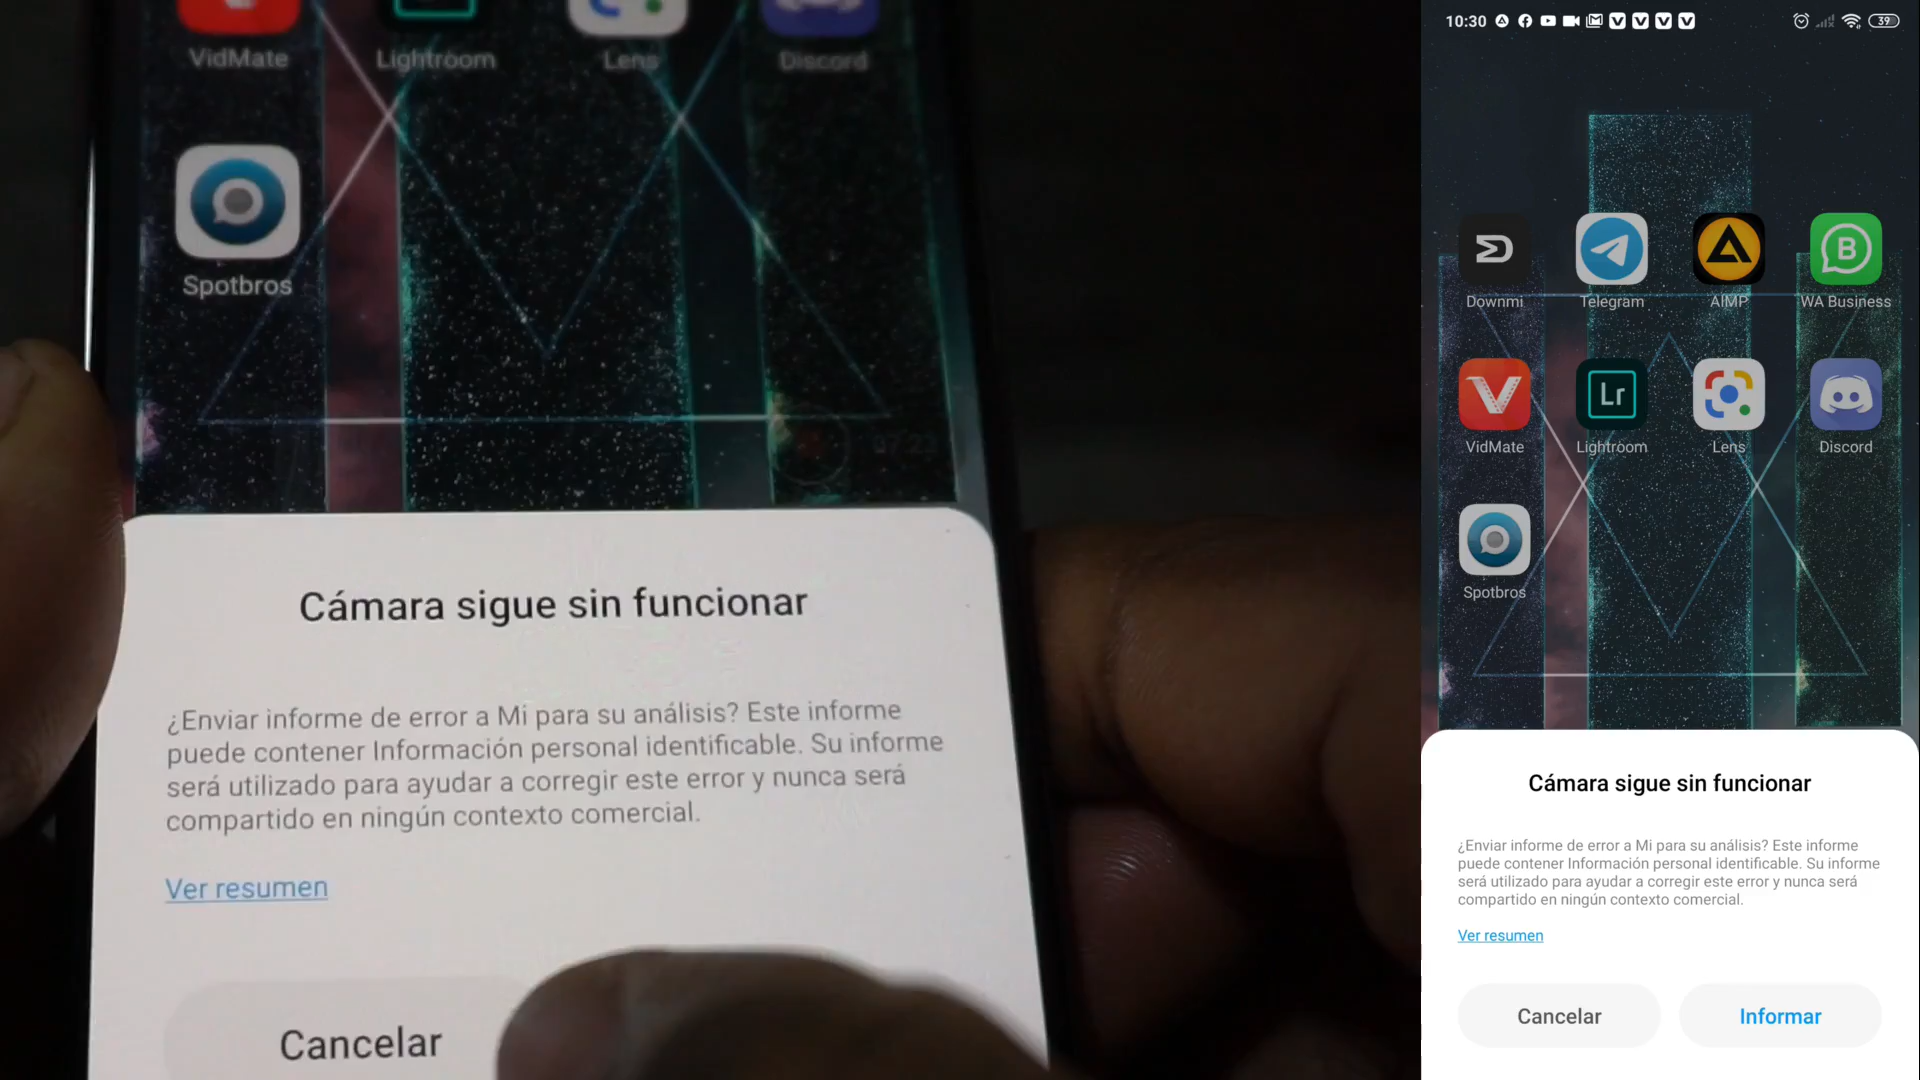 VidMate
Lightroom
Lens
Discord
Spotbros
07:23
Cámara sigue sin funcionar
¿Enviar informe de error a Mi para su análisis? Este informe
puede contener Información personal identificable. Su informe
será utilizado para ayudar a corregir este error y nunca será
compartido en ningún contexto comercial.
Ver resumen
Cancelar
10:30
39
Downmi
Telegram
AIMP
B
WA Business
VidMate
Lr
Lightroom
Lens
Discord
Spotbros
Cámara sigue sin funcionar
¿Enviar informe de error a Mi para su análisis? Este informe
puede contener Información personal identificable. Su informe
será utilizado para ayudar a corregir este error y nunca será
compartido en ningún contexto comercial.
Ver resumen
Cancelar
Informar